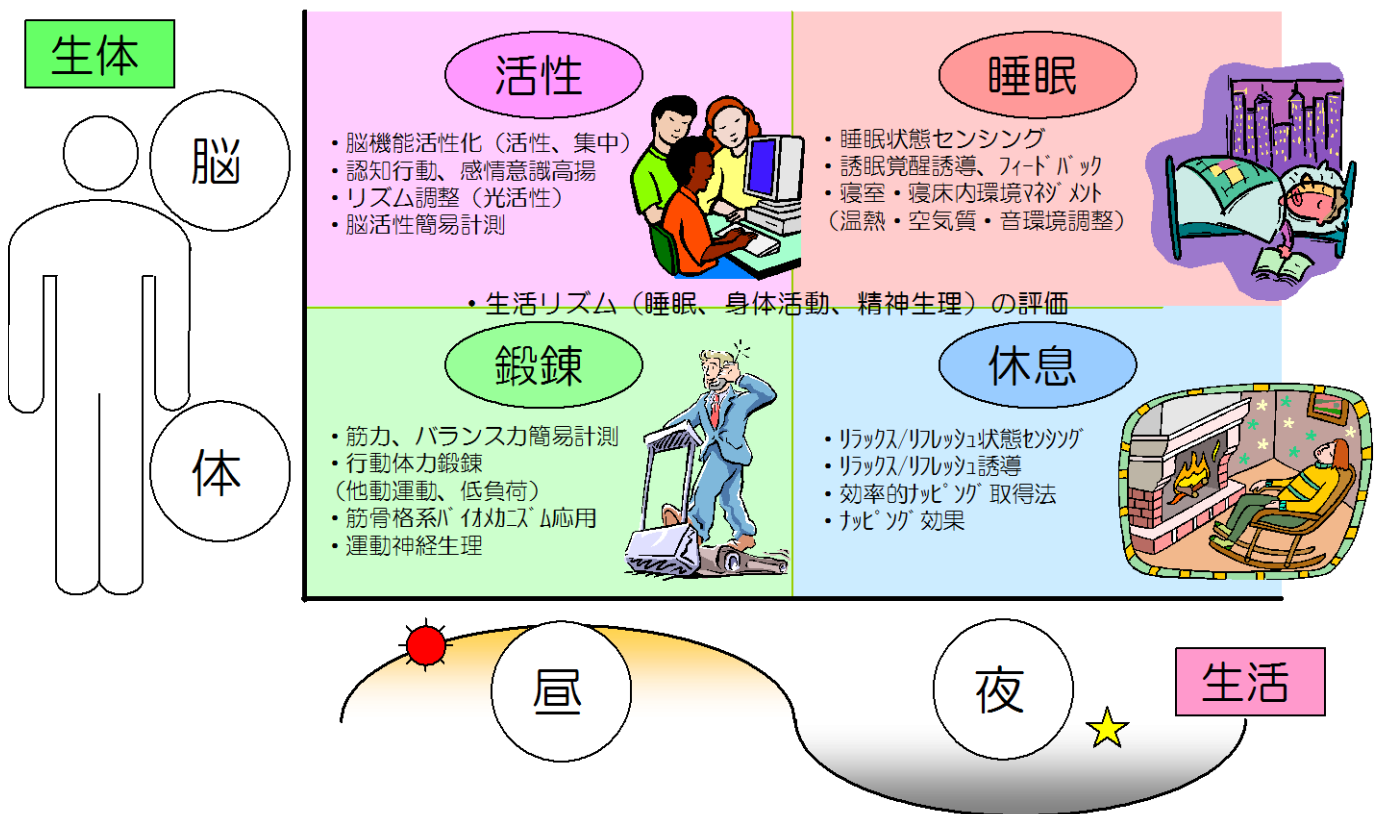 生体
脳
体
活性
・脳機能活性化（活性、集中）
・認知行動、感情意識高揚
・リズム調整（光活性）
・脳活性簡易計測
睡眠
・睡眠状態センシング
・誘眠覚醒誘導、ﾌｨｰﾄﾞﾊﾞｯｸ
・寝室・寝床内環境ﾏﾈｼﾞﾒﾝﾄ
（温熱・空気質・音環境調整）
・生活リズム（睡眠、身体活動、精神生理）の評価
鍛錬
・筋力、バランス力簡易計測
・行動体力鍛錬
（他動運動、低負荷）
・筋骨格系ﾊﾞｲｵﾒｶﾆｽﾞﾑ応用
・運動神経生理
休息
・ﾘﾗｯｸｽ/ﾘﾌﾚｯｼｭ状態ｾﾝｼﾝｸﾞ
・ﾘﾗｯｸｽ/ﾘﾌﾚｯｼｭ誘導
・効率的ﾅｯﾋﾟﾝｸﾞ取得法
・ﾅｯﾋﾟﾝｸﾞ効果
昼
夜
生活